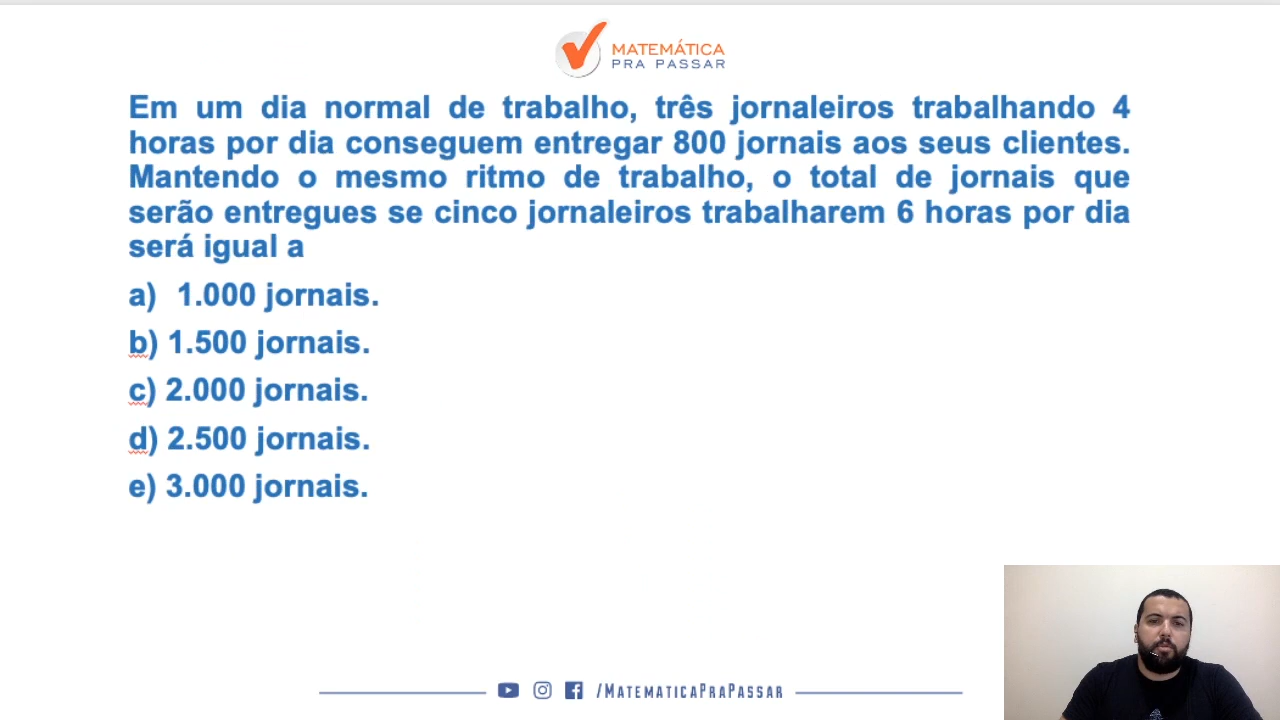 MATEMÁTICA
PRA PASSAR
Em um dia normal de trabalho, três jornaleiros trabalhando 4
horas por dia conseguem entregar 800 jornais aos seus clientes.
Mantendo o mesmo ritmo de trabalho, o total de jornais que
serão entregues se cinco jornaleiros trabalharem 6 horas por dia
será igual a
a) 1.000 jornais.
b) 1.500 jornais.
c) 2.000 jornais.
d) 2.500 jornais.
e) 3.000 jornais.
/MATEMATICAPRAPASSAR